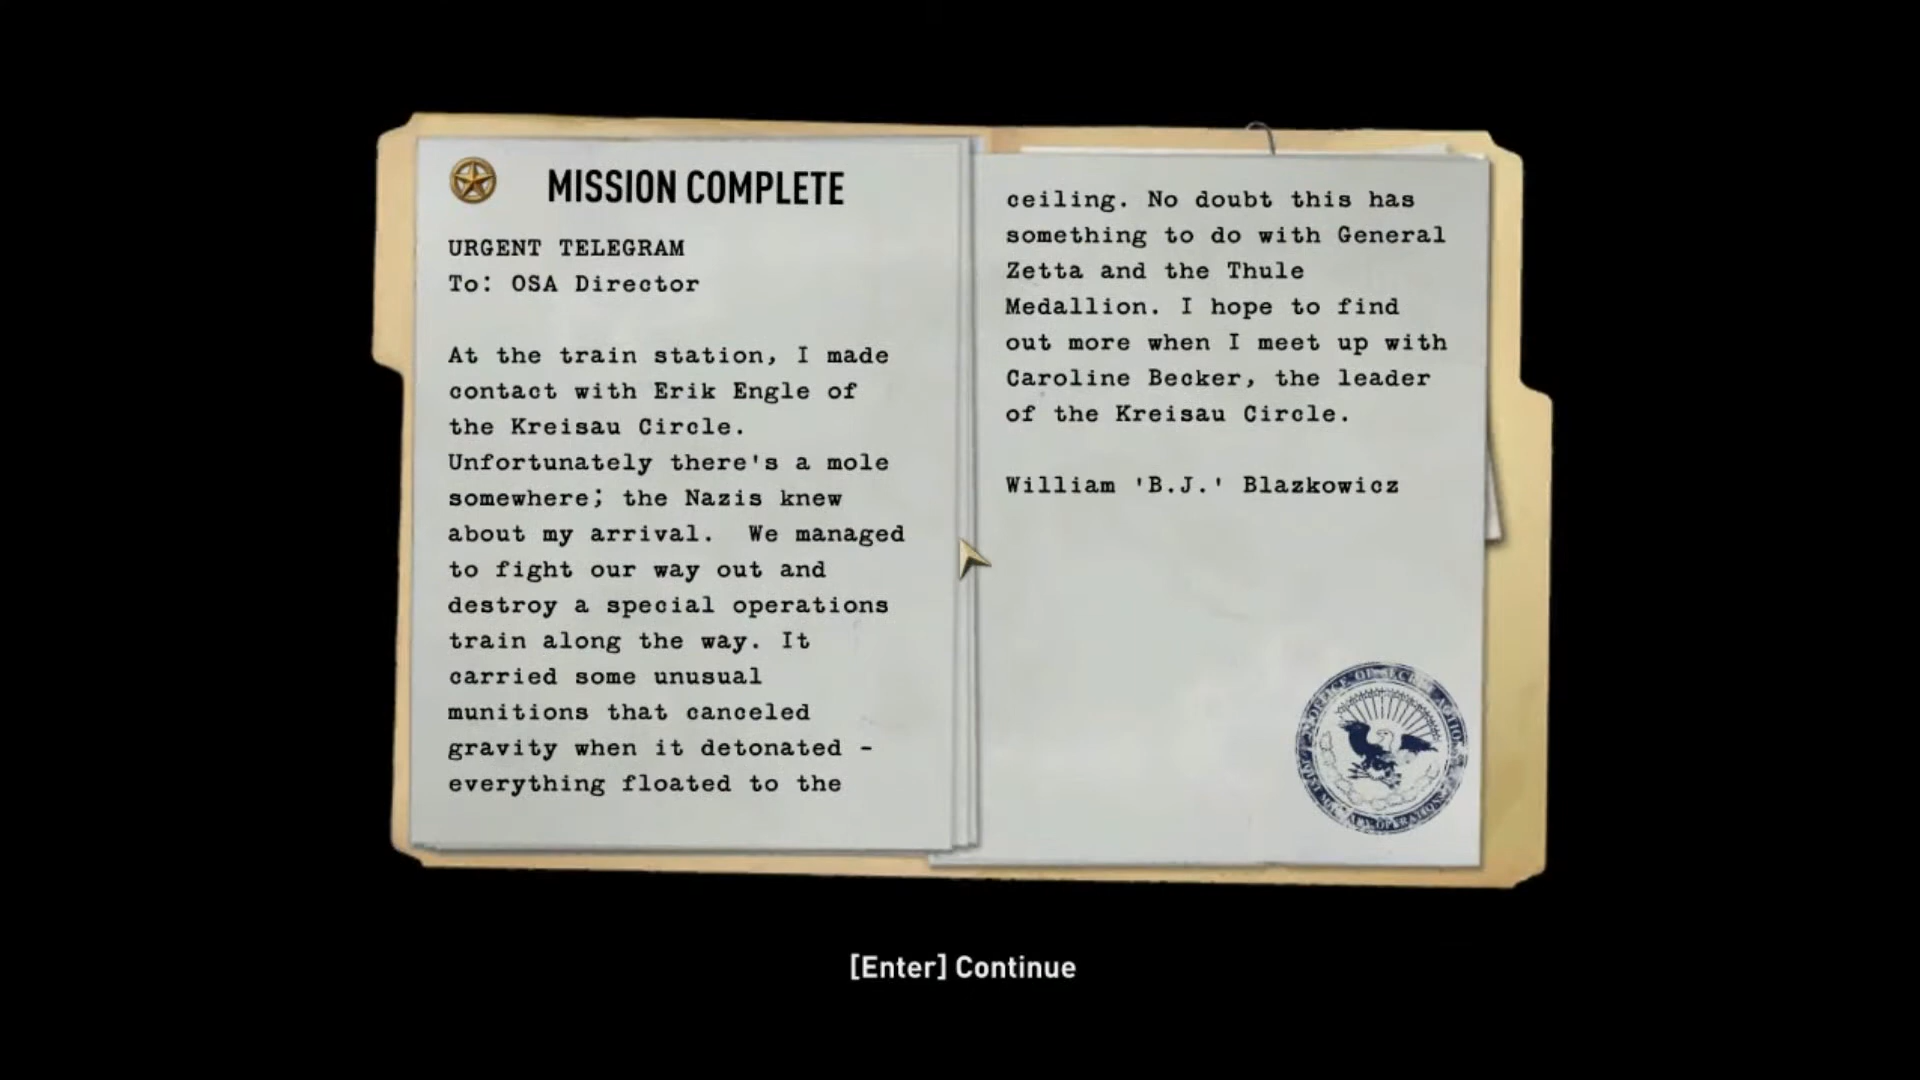 MISSION COMPLETE
URGENT TELEGRAM
To: OSA Director
At the train station, I made
contact with Erik Engle of
the Kreisau Circle.
Unfortunately there's a mole
somewhere; the Nazis knew
about my arrival.  We managed
to fight our way out and
destroy a special operations
train along the way. It
carried some unusual
munitions that canceled
gravity when it detonated -
everything floated to the
ceiling. No doubt this has
something to do with General
Zetta and the Thule
Medallion. I hope to find
out more when I meet up with
Caroline Becker, the leader
of the Kreisau Circle.
William 'B.J.' Blazkowicz
OFFICE OF
[Enter] Continue